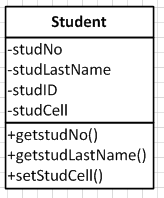 Student
-studNo
-studLastName
-studID
-studCell
+getstudNo()
+getstudLastName()
+setStudCell()